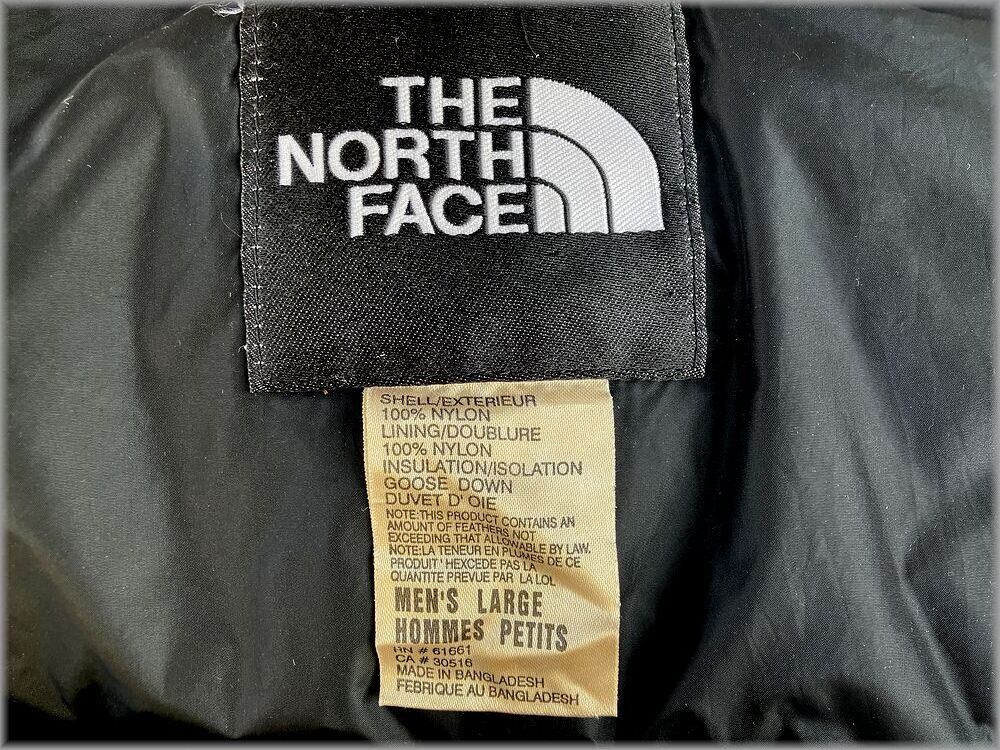 THE
NORTH
FACE
SHELL/EXTERIEUR
100% NYLON
LINING/DOUBLURE
100% NYLON
INSULATION/ISOLATION
GOOSE DOWN
DUVET D' OIE
NOTE:THIS PRODUCT CONTAINS AN
AMOUNT OF FEATHERS NOT
EXCEEDING THAT ALLOWABLE BY LAW.
NOTE:LA TENEUR EN PLUMES DE CE
PRODUIT' HEXCEDE PAS LA
QUANTITE PREVUE PAR LA LOL
MEN'S LARGE
HOMMES PETITS
RN # 61661
CA # 30516
MADE IN BANGLADESH
FEBRIQUE AU BANGLADESH